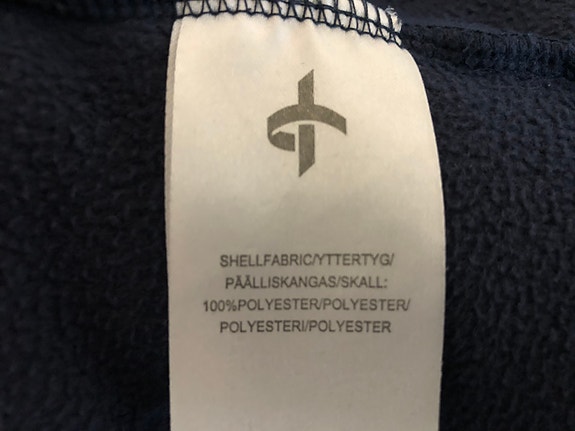 SHELLFABRIC/YTTERTYG/
PÄÄLLISKANGAS/SKALL:
100%POLYESTER/POLYESTER/
POLYESTERI/POLYESTER